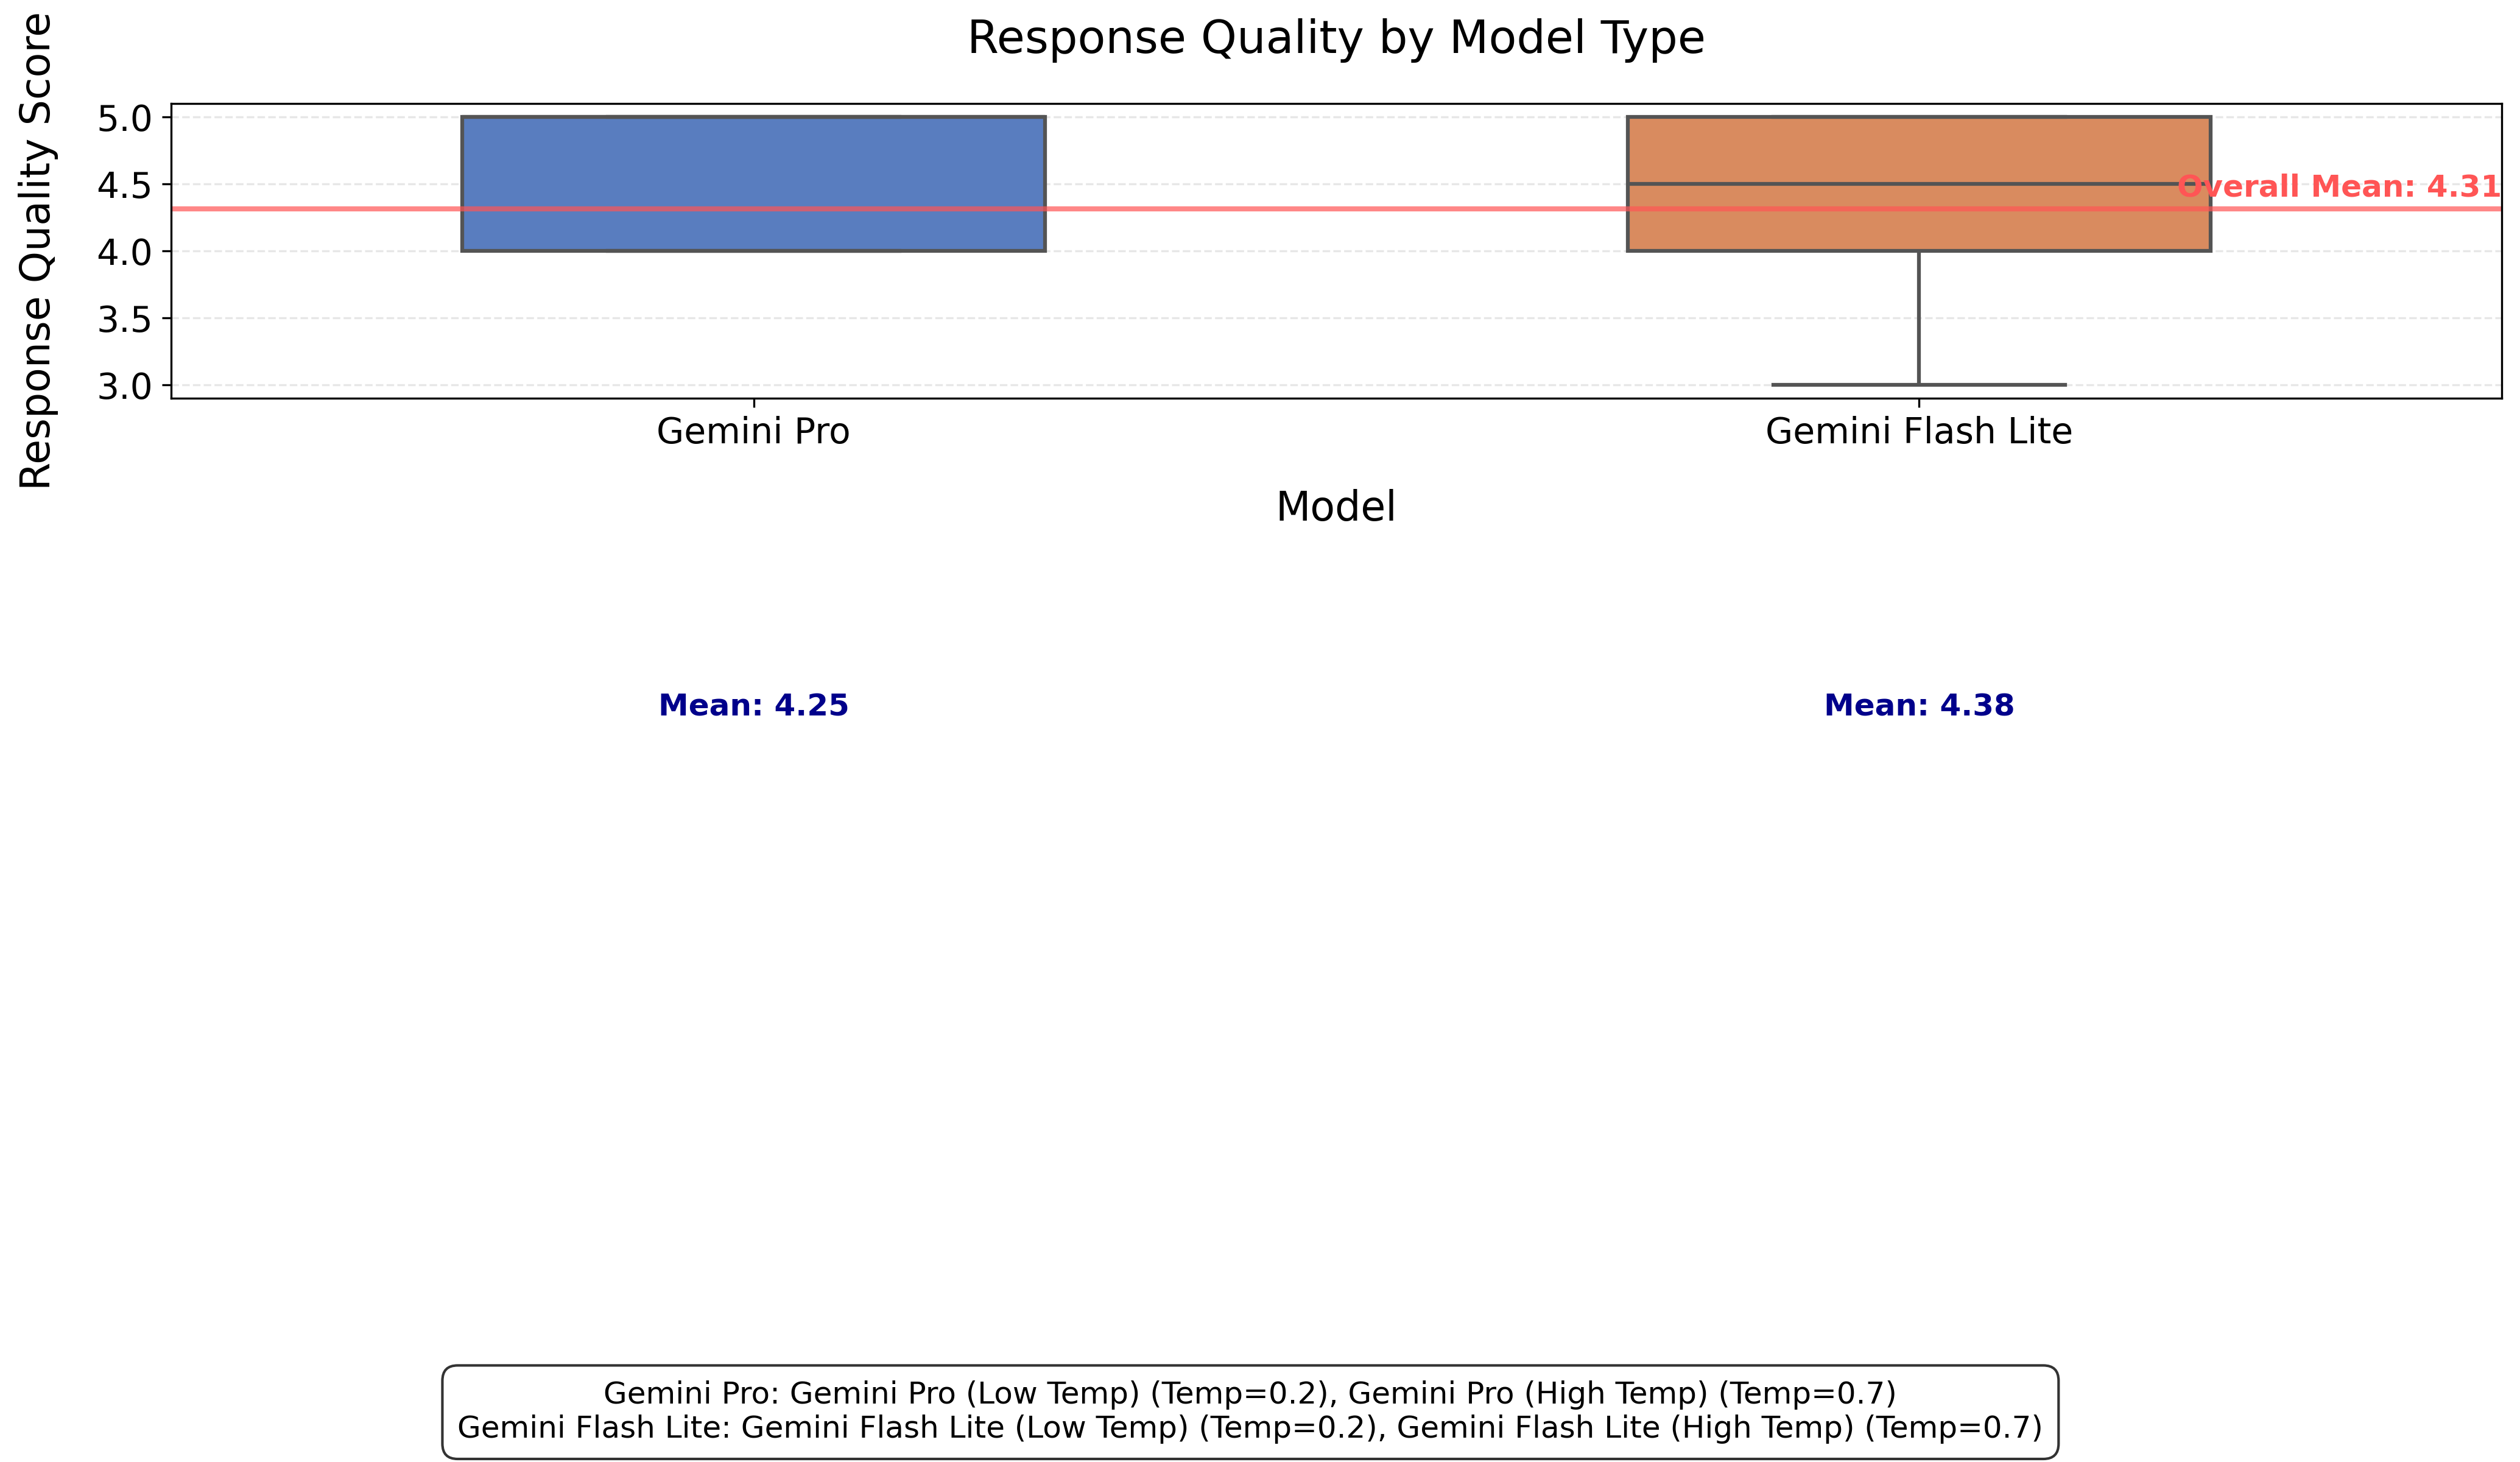 Response Quality by Model Type
Response Quality Score
5.0
4.5
4.0
3.5
3.0
Overall Mean: 4.31
Gemini Pro
Gemini Flash Lite
Model
Mean: 4.25
Mean: 4.38
Gemini Pro: Gemini Pro (Low Temp) (Temp=0.2), Gemini Pro (High Temp) (Temp=0.7)
Gemini Flash Lite: Gemini Flash Lite (Low Temp) (Temp=0.2), Gemini Flash Lite (High Temp) (Temp=0.7)